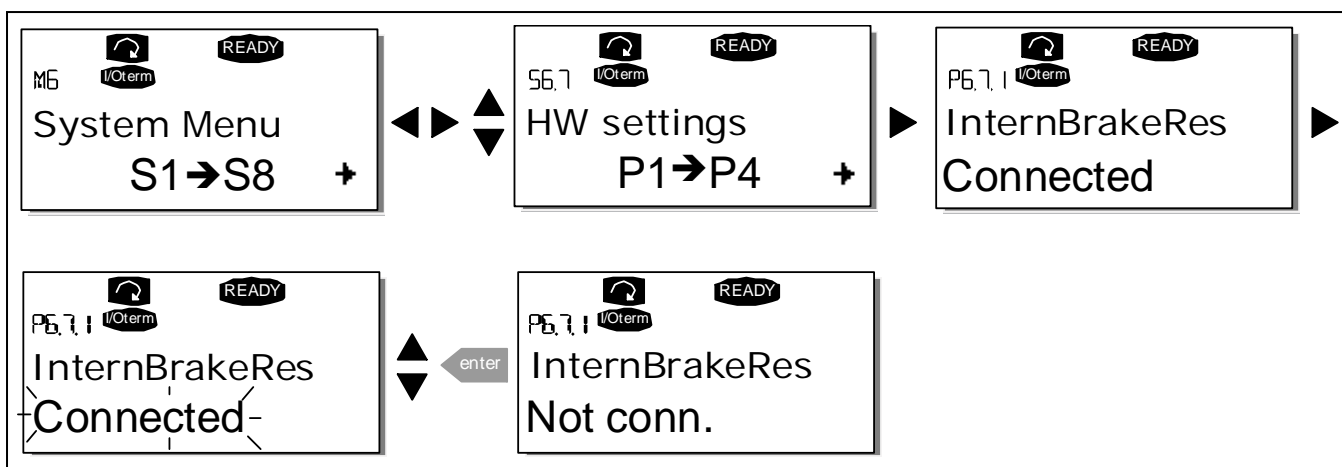 READY
M6 I/Oterm
System Menu
S1➔S8
READY
S6.7 I/Oterm
HW settings
P1➔P4
READY
P6.7.1 I/Oterm
InternBrakeRes
Connected
READY
P6.7.1 I/Oterm
InternBrakeRes
Connected
enter
READY
P6.7.1 I/Oterm
InternBrakeRes
Not conn.